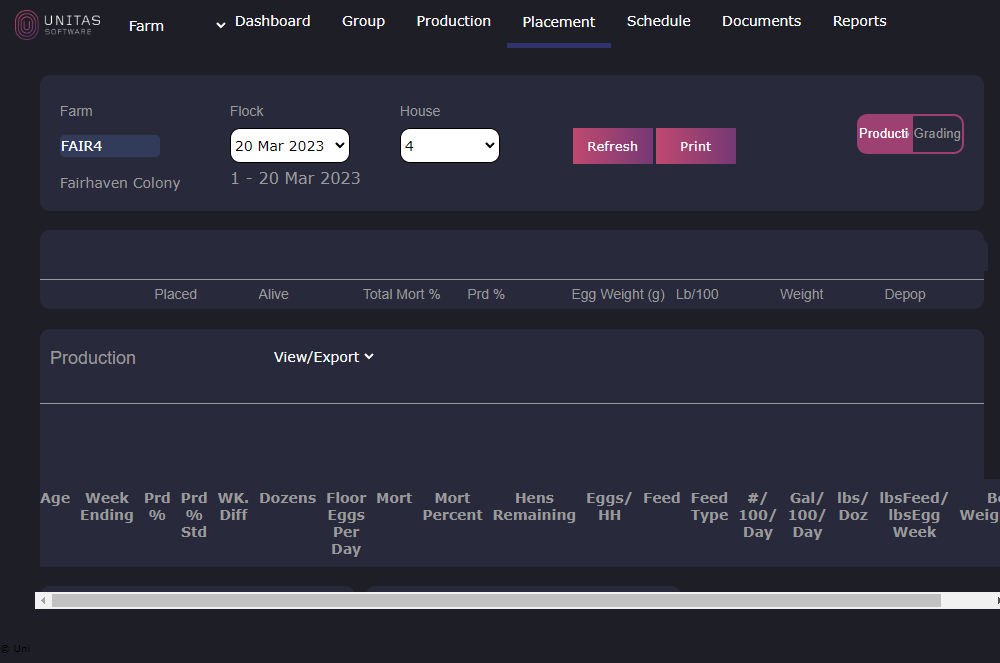 UNITAS
SOFTWARE
Farm
Dashboard Group Production Placement Schedule Documents Reports
Farm Flock House
FAIR4 20 Mar 2023 4 Refresh Print Producti Grading
Fairhaven Colony 1 - 20 Mar 2023
Placed Alive Total Mort % Prd % Egg Weight (g) Lb/100 Weight Depop
Production View/Export
Age Week Prd Prd WK. Dozens Floor Mort Mort Hens Eggs/ Feed Feed #/ Gal/ lbs/ lbsFeed/
Ending % % Diff Eggs Percent Remaining HH Type 100/ 100/ Doz lbsEgg Weig
Std Per Day Day Week
Day
© Uni